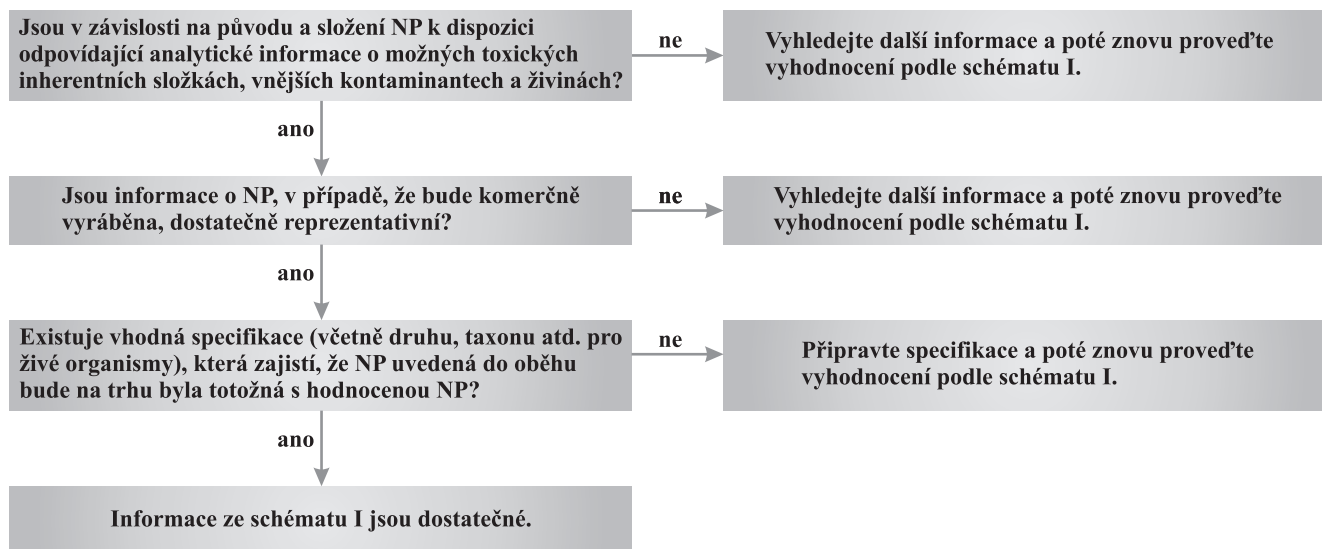 Jsou v závislosti na původu a složení NP k dispozici
odpovídající analytické informace o možných toxických
inherentních složkách, vnějších kontaminantech a živinách?
ne
Vyhledejte další informace a poté znovu proveďte
vyhodnocení podle schématu I.
ano
Jsou informace o NP, v případě, že bude komerčně
vyráběna, dostatečně reprezentativní?
ne
Vyhledejte další informace a poté znovu proveďte
vyhodnocení podle schématu I.
ano
Existuje vhodná specifikace (včetně druhu, taxonu atd. pro
živé organismy), která zajistí, že NP uvedená do oběhu
bude na trhu byla totožná s hodnocenou NP?
ne
Připravte specifikace a poté znovu proveďte
vyhodnocení podle schématu I.
ano
Informace ze schématu I jsou dostatečné.